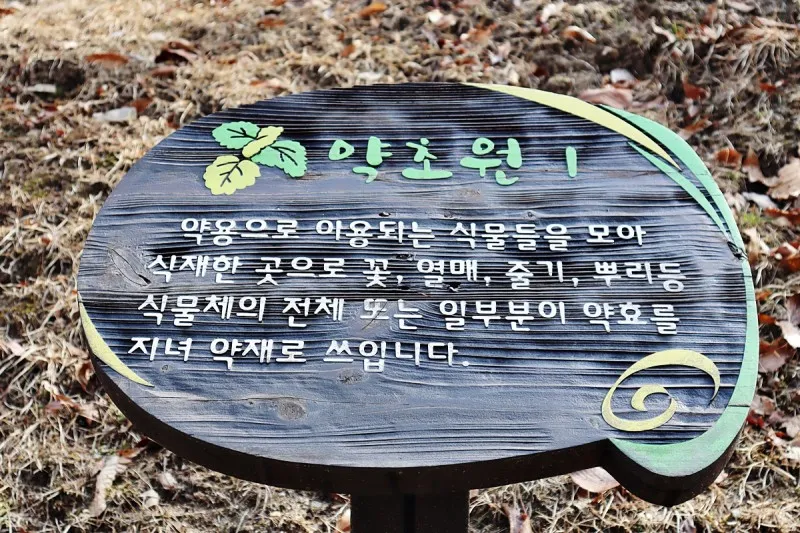 약초원 1
약용으로 이용되는 식물들을 모아
식재한 곳으로 꽃, 열매, 줄기, 뿌리등
식물체의 전체 또는 일부분이 약효를
지녀 약재로 쓰입니다.